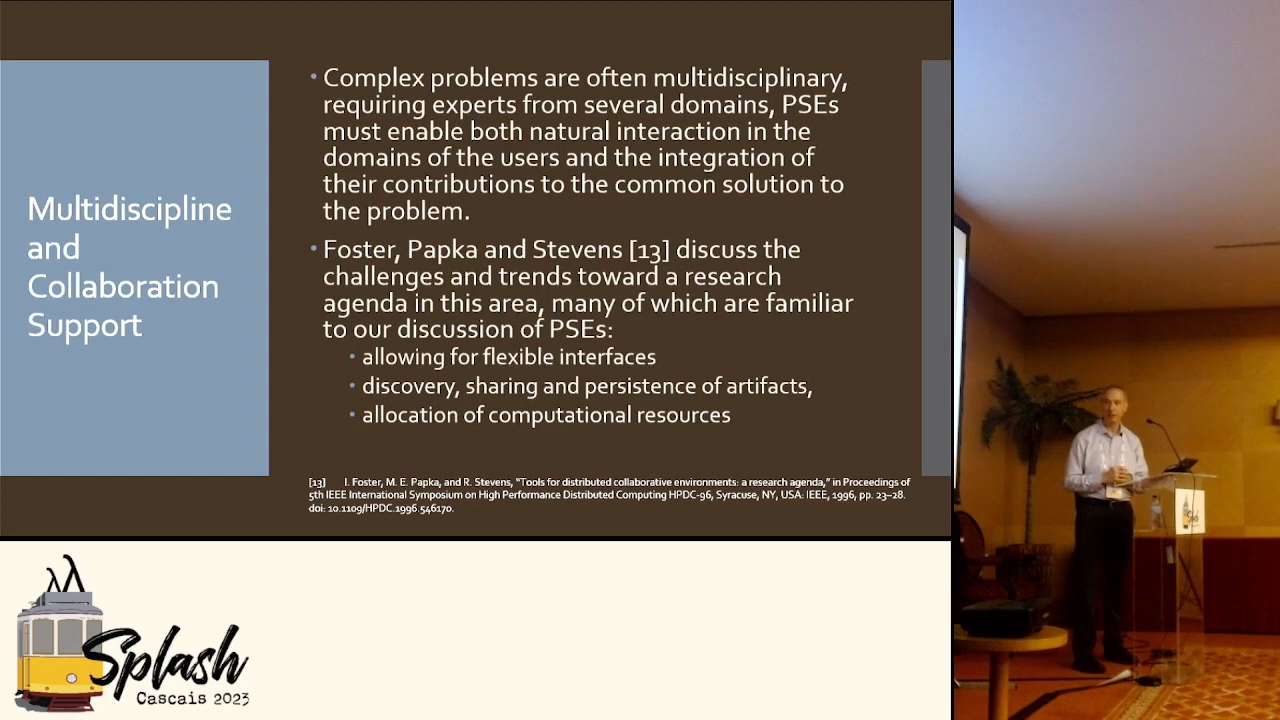 Multidiscipline
and
Collaboration
Support
• Complex problems are often multidisciplinary,
requiring experts from several domains, PSEs
must enable both natural interaction in the
domains of the users and the integration of
their contributions to the common solution to
the problem.
• Foster, Papka and Stevens [13] discuss the
challenges and trends toward a research
agenda in this area, many of which are familiar
to our discussion of PSEs:
• allowing for flexible interfaces
• discovery, sharing and persistence of artifacts,
• allocation of computational resources
[13] I. Foster, M. E. Papka, and R. Stevens, “Tools for distributed collaborative environments: a research agenda,” in Proceedings of
5th IEEE International Symposium on High Performance Distributed Computing HPDC-96, Syracuse, NY, USA: IEEE, 1996, pp. 23–28.
doi: 10.1109/HPDC.1996.546170.
λλ
Splash
Cascais 2023